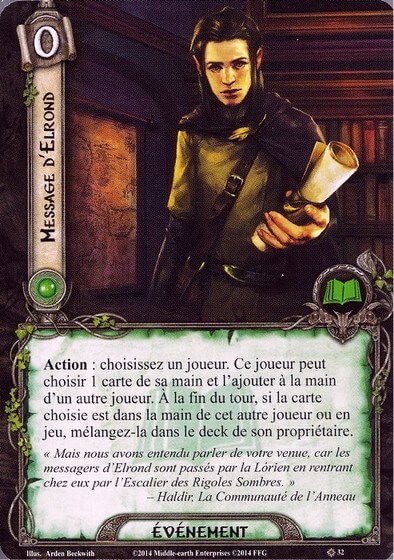 0
Message d'Elrond
Action : choisissez un joueur. Ce joueur peut
choisir 1 carte de sa main et l'ajouter à la main
d'un autre joueur. À la fin du tour, si la carte
choisie est dans la main de cet autre joueur ou en
jeu, mélangez-la dans le deck de son propriétaire.
« Mais nous avons entendu parler de votre venue, car les
messagers d'Elrond sont passés par la Lórien en rentrant
chez eux par l'Escalier des Rigoles Sombres. »
– Haldir, La Communauté de l'Anneau
ÉVÉNEMENT
Illus. Arden Beckwith ©2014 Middle-earth Enterprises ©2014 FFG 32